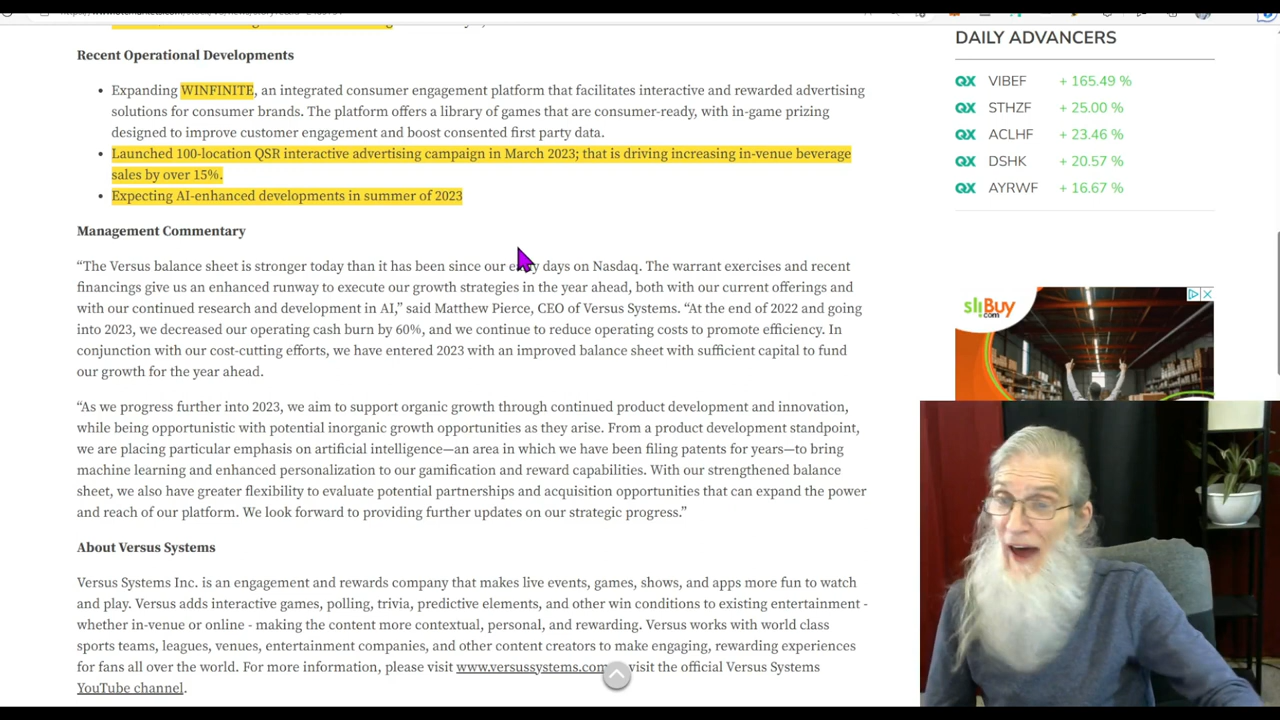 Recent Operational Developments
DAILY ADVANCERS
• Expanding WINFINITE, an integrated consumer engagement platform that facilitates interactive and rewarded advertising
solutions for consumer brands. The platform offers a library of games that are consumer-ready, with in-game prizing
designed to improve customer engagement and boost consented first party data.
• Launched 100-location QSR interactive advertising campaign in March 2023; that is driving increasing in-venue beverage
sales by over 15%.
• Expecting AI-enhanced developments in summer of 2023
QX VIBEF + 165.49 %
QX STHZF + 25.00 %
QX ACLHF + 23.46 %
QX DSHK + 20.57 %
QX AYRWF + 16.67 %
Management Commentary
“The Versus balance sheet is stronger today than it has been since our early days on Nasdaq. The warrant exercises and recent
financings give us an enhanced runway to execute our growth strategies in the year ahead, both with our current offerings and
with our continued research and development in AI,” said Matthew Pierce, CEO of Versus Systems. “At the end of 2022 and going
into 2023, we decreased our operating cash burn by 60%, and we continue to reduce operating costs to promote efficiency. In
conjunction with our cost-cutting efforts, we have entered 2023 with an improved balance sheet with sufficient capital to fund
our growth for the year ahead.
“As we progress further into 2023, we aim to support organic growth through continued product development and innovation,
while being opportunistic with potential inorganic growth opportunities as they arise. From a product development standpoint,
we are placing particular emphasis on artificial intelligence—an area in which we have been filing patents for years—to bring
machine learning and enhanced personalization to our gamification and reward capabilities. With our strengthened balance
sheet, we also have greater flexibility to evaluate potential partnerships and acquisition opportunities that can expand the power
and reach of our platform. We look forward to providing further updates on our strategic progress.”
sliBuy
.com
About Versus Systems
Versus Systems Inc. is an engagement and rewards company that makes live events, games, shows, and apps more fun to watch
and play. Versus adds interactive games, polling, trivia, predictive elements, and other win conditions to existing entertainment -
whether in-venue or online - making the content more contextual, personal, and rewarding. Versus works with world class
sports teams, leagues, venues, entertainment companies, and other content creators to make engaging, rewarding experiences
for fans all over the world. For more information, please visit www.versussystems.com visit the official Versus Systems
YouTube channel.